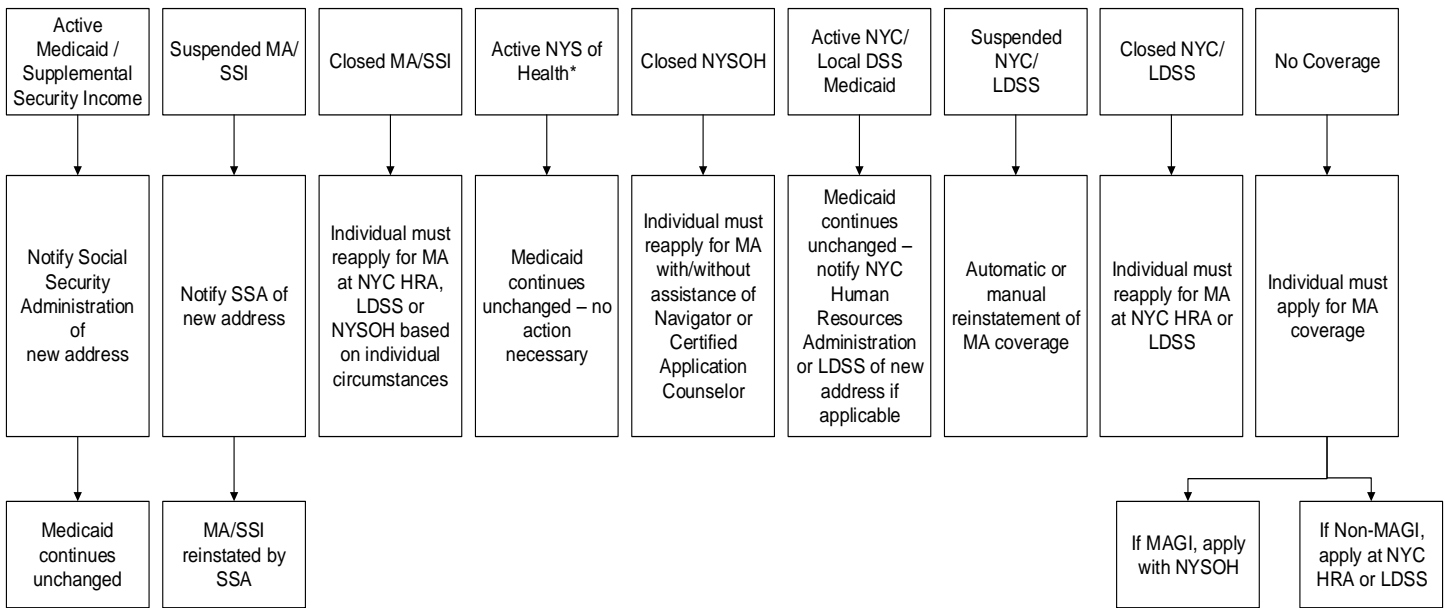 Active
Medicaid /
Supplemental
Security Income
Suspended MA/
SSI
Closed MA/SSI
Active NYS of
Health*
Closed NYSOH
Active NYC/
Local DSS
Medicaid
Suspended
NYC/
LDSS
Closed NYC/
LDSS
No Coverage
Notify Social
Security
Administration
of
new address
Notify SSA of
new address
Individual must
reapply for MA
at NYC HRA,
LDSS or
NYSOH based
on individual
circumstances
Medicaid
continues
unchanged – no
action
necessary
Individual must
reapply for MA
with/without
assistance of
Navigator or
Certified
Application
Counselor
Medicaid
continues
unchanged –
notify NYC
Human
Resources
Administration
or LDSS of new
address if
applicable
Automatic or
manual
reinstatement of
MA coverage
Individual must
reapply for MA
at NYC HRA or
LDSS
Individual must
apply for MA
coverage
Medicaid
continues
unchanged
MA/SSI
reinstated by
SSA
If MAGI, apply
with NYSOH
If Non-MAGI,
apply at NYC
HRA or LDSS